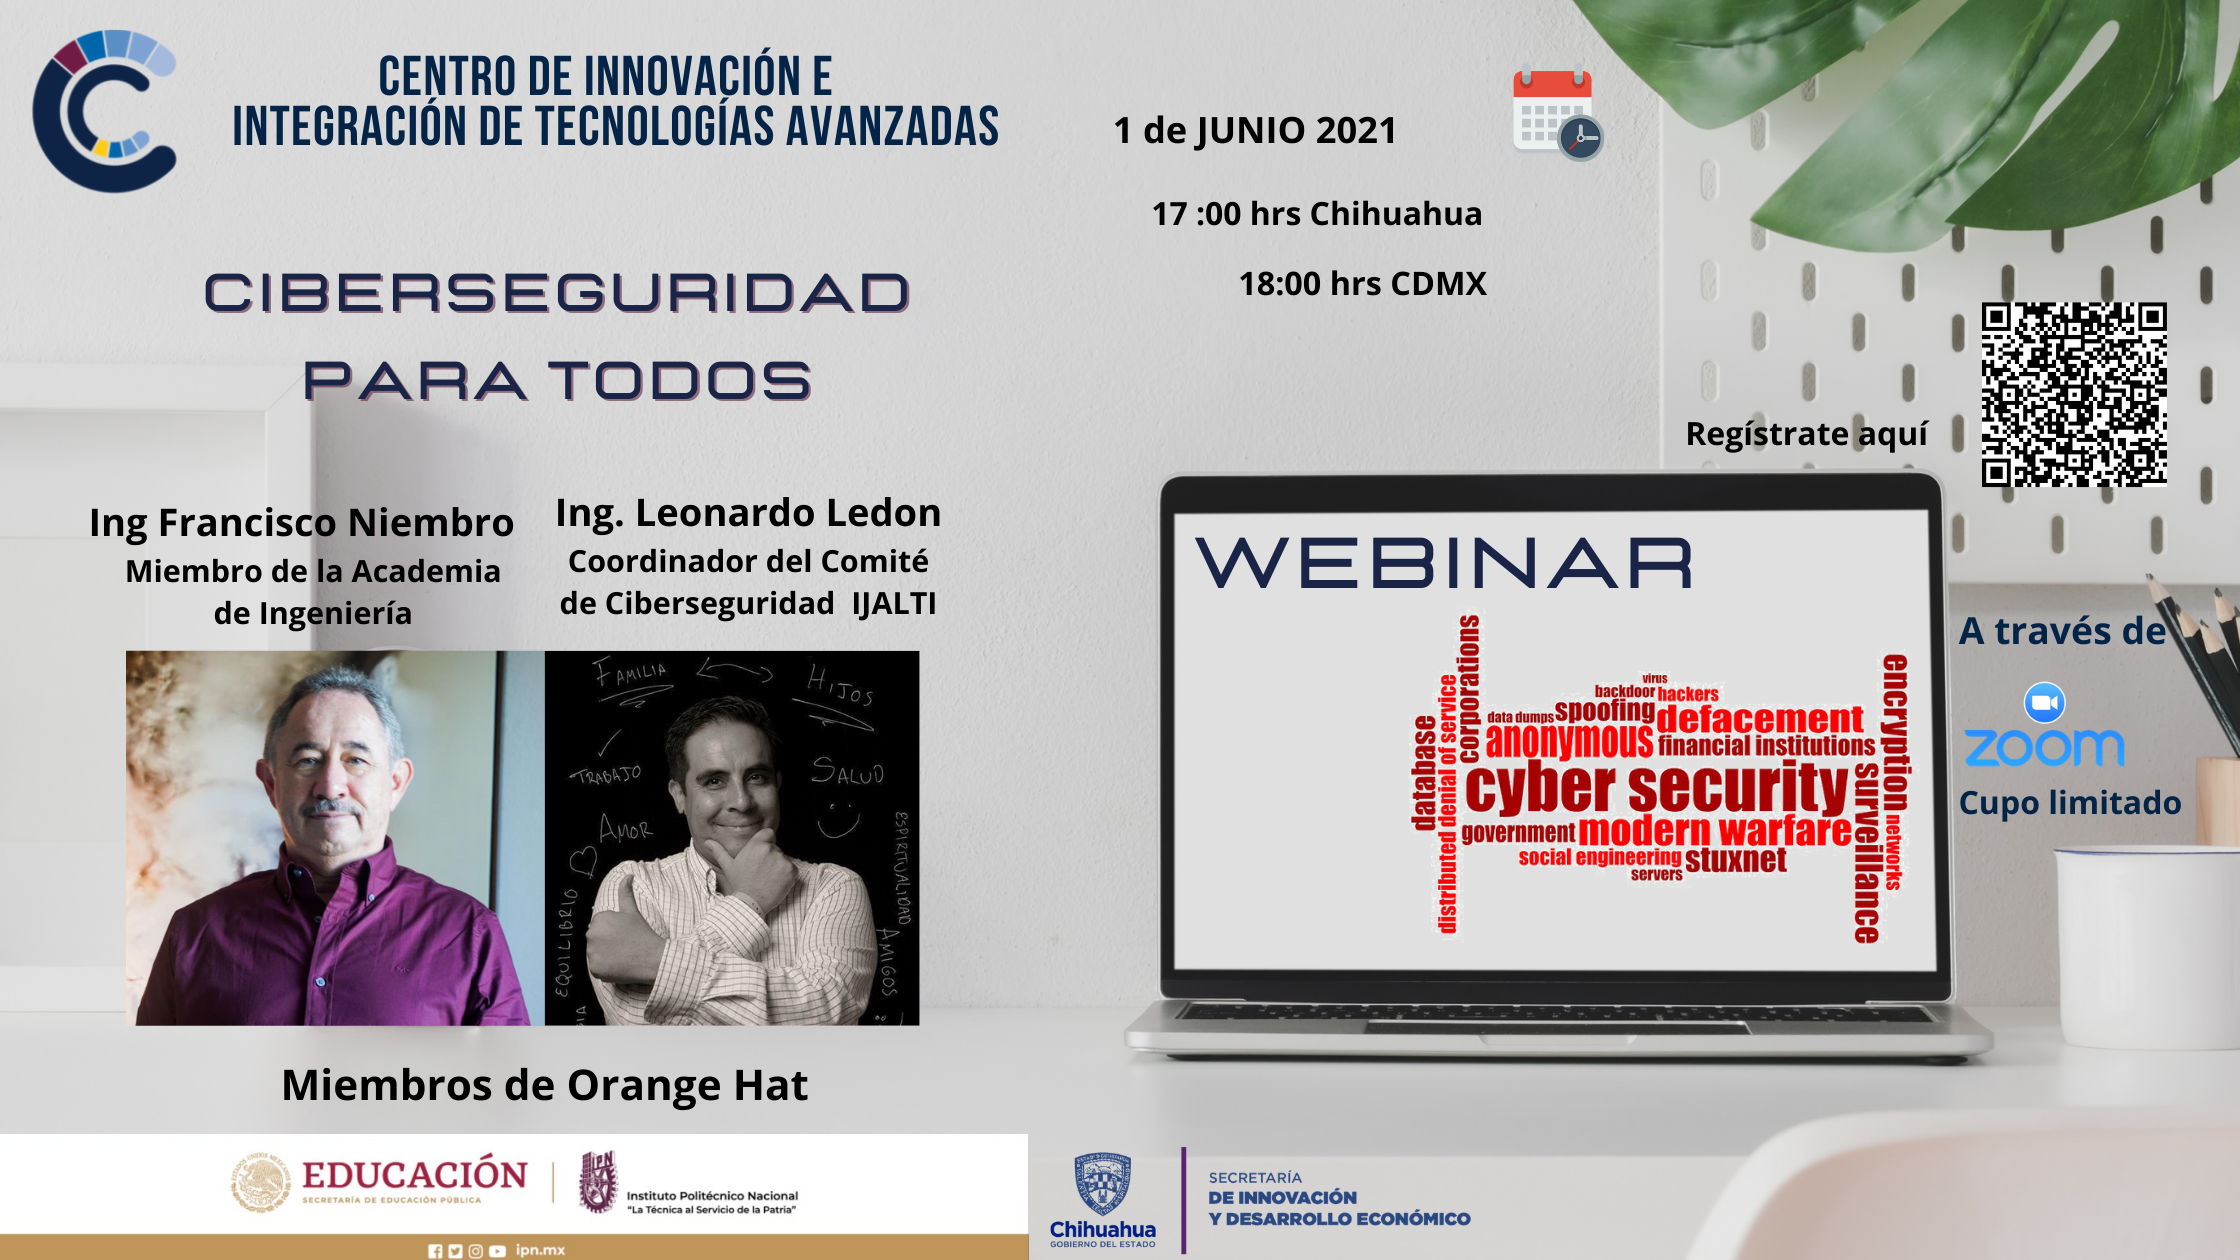 CENTRO DE INNOVACIÓN E
INTEGRACIÓN DE TECNOLOGÍAS AVANZADAS
1 de JUNIO 2021
17 :00 hrs Chihuahua
18:00 hrs CDMX
CIBERSEGURIDAD
PARA TODOS
Regístrate aquí
Ing Francisco Niembro
Miembro de la Academia
de Ingeniería
Ing. Leonardo Ledon
Coordinador del Comité
de Ciberseguridad IJALTI
FAMILIA
HIJOS
TRABAJO
SALUD
AMOR
ESPIRITUALIDAD
EQUILIBRIO
AMIGOS
Miembros de Orange Hat
WEBINAR
corporations
database
distributed denial of service
virus
backdoor
hackers
data dumps
spoofing
defacement
anonymous
financial institutions
cyber security
government
modern warfare
social engineering
stuxnet
servers
encryption
surveillance
networks
A través de
zoom
Cupo limitado
EDUCACIÓN
SECRETARÍA DE EDUCACIÓN PÚBLICA
IPN
Instituto Politécnico Nacional
"La Técnica al Servicio de la Patria"
ipn.mx
Chihuahua
GOBIERNO DEL ESTADO
SECRETARÍA
DE INNOVACIÓN
Y DESARROLLO ECONÓMICO